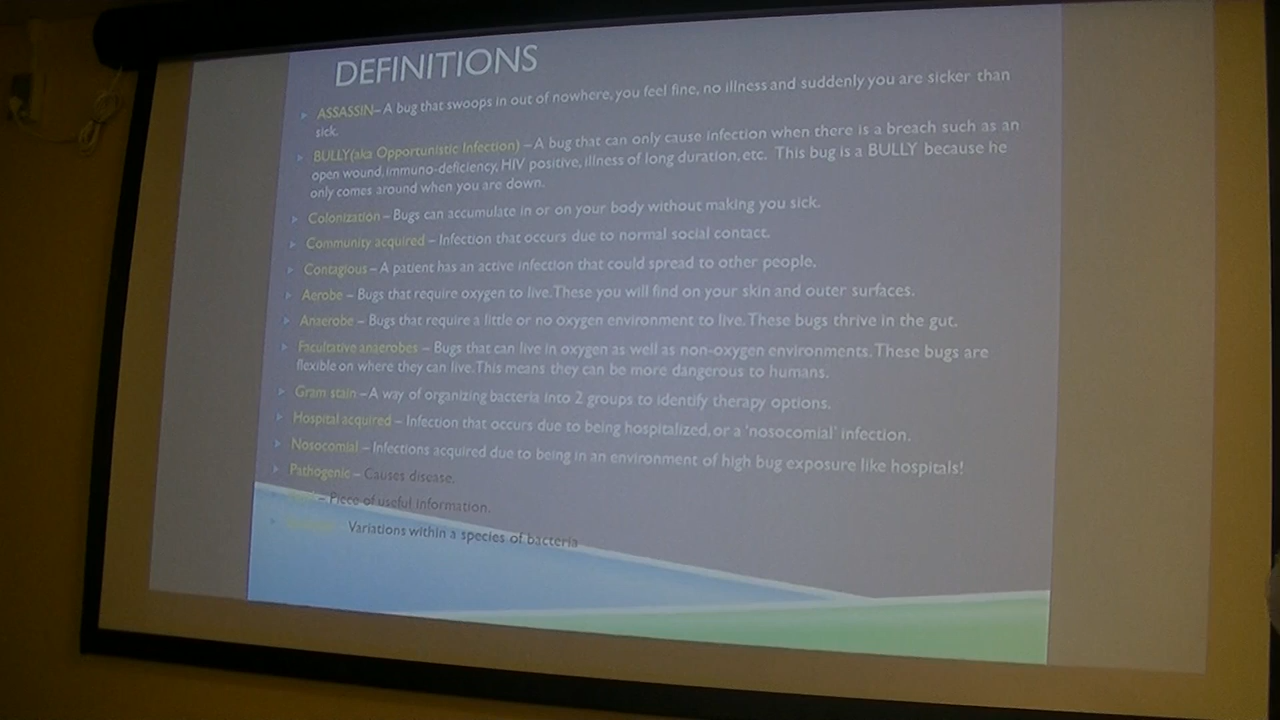 DEFINITIONS
ASSASSIN– A bug that swoops in out of nowhere, you feel fine, no illness and suddenly you are sicker than
sick.
BULLY(aka Opportunistic Infection) – A bug that can only cause infection when there is a breach such as an
open wound, immuno-deficiency, HIV positive, illness of long duration, etc. This bug is a BULLY because he
only comes around when you are down.
Colonization – Bugs can accumulate in or on your body without making you sick.
Community acquired – Infection that occurs due to normal social contact.
Contagious – A patient has an active infection that could spread to other people.
Aerobe – Bugs that require oxygen to live. These you will find on your skin and outer surfaces.
Anaerobe – Bugs that require a little or no oxygen environment to live. These bugs thrive in the gut.
Facultative anaerobes – Bugs that can live in oxygen as well as non-oxygen environments. These bugs are
flexible on where they can live. This means they can be more dangerous to humans.
Gram stain – A way of organizing bacteria into 2 groups to identify therapy options.
Hospital acquired – Infection that occurs due to being hospitalized, or a 'nosocomial' infection.
Nosocomial – Infections acquired due to being in an environment of high bug exposure like hospitals!
Pathogenic – Causes disease.
– Piece of useful information.
Variations within a species of bacteria